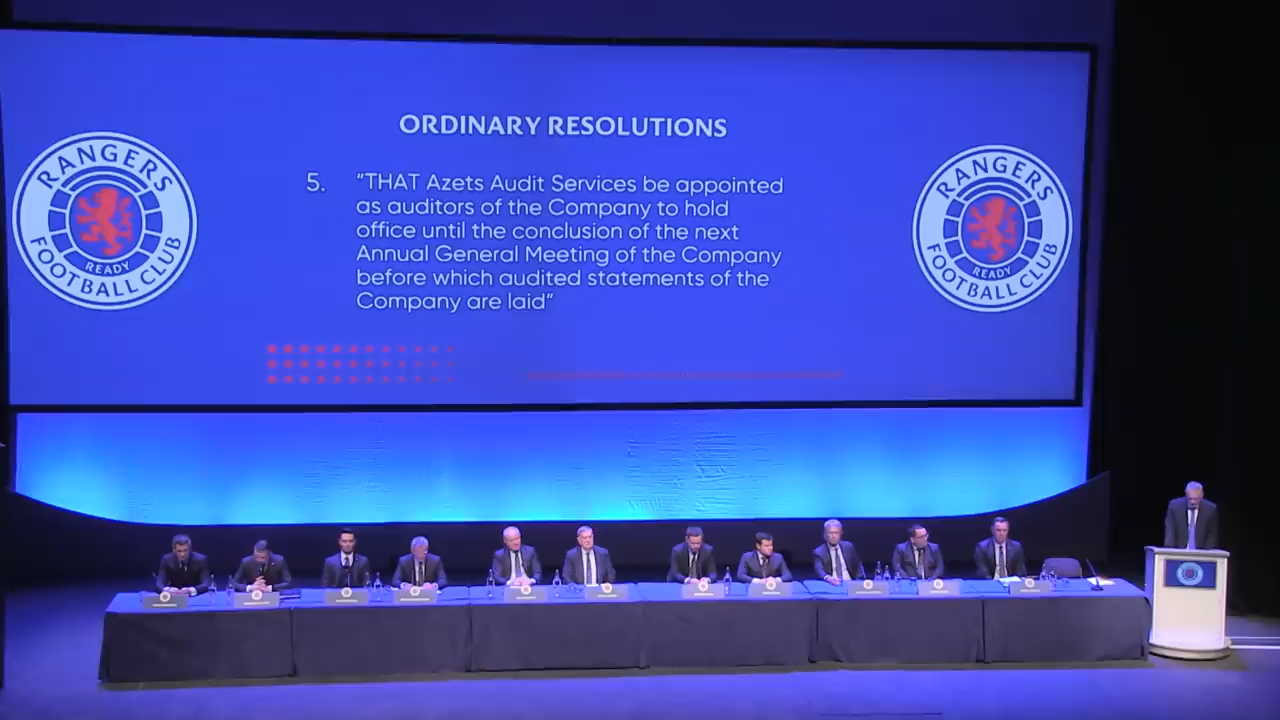 ORDINARY RESOLUTIONS
5. "THAT Azets Audit Services be appointed
as auditors of the Company to hold
office until the conclusion of the next
Annual General Meeting of the Company
before which audited statements of the
Company are laid"
RANGERS
FOOTBALL CLUB
READY
RANGERS
FOOTBALL CLUB
READY